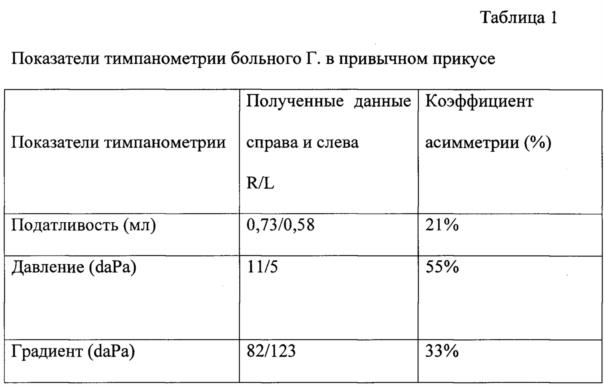 Таблица 1
Показатели тимпанометрии больного Г. в привычном прикусе
Показатели тимпанометрии
Полученные данные
справа и слева
R/L
Коэффициент
асимметрии (%)
Податливость (мл)
0,73/0,58
21%
Давление (daPa)
11/5
55%
Градиент (daPa)
82/123
33%